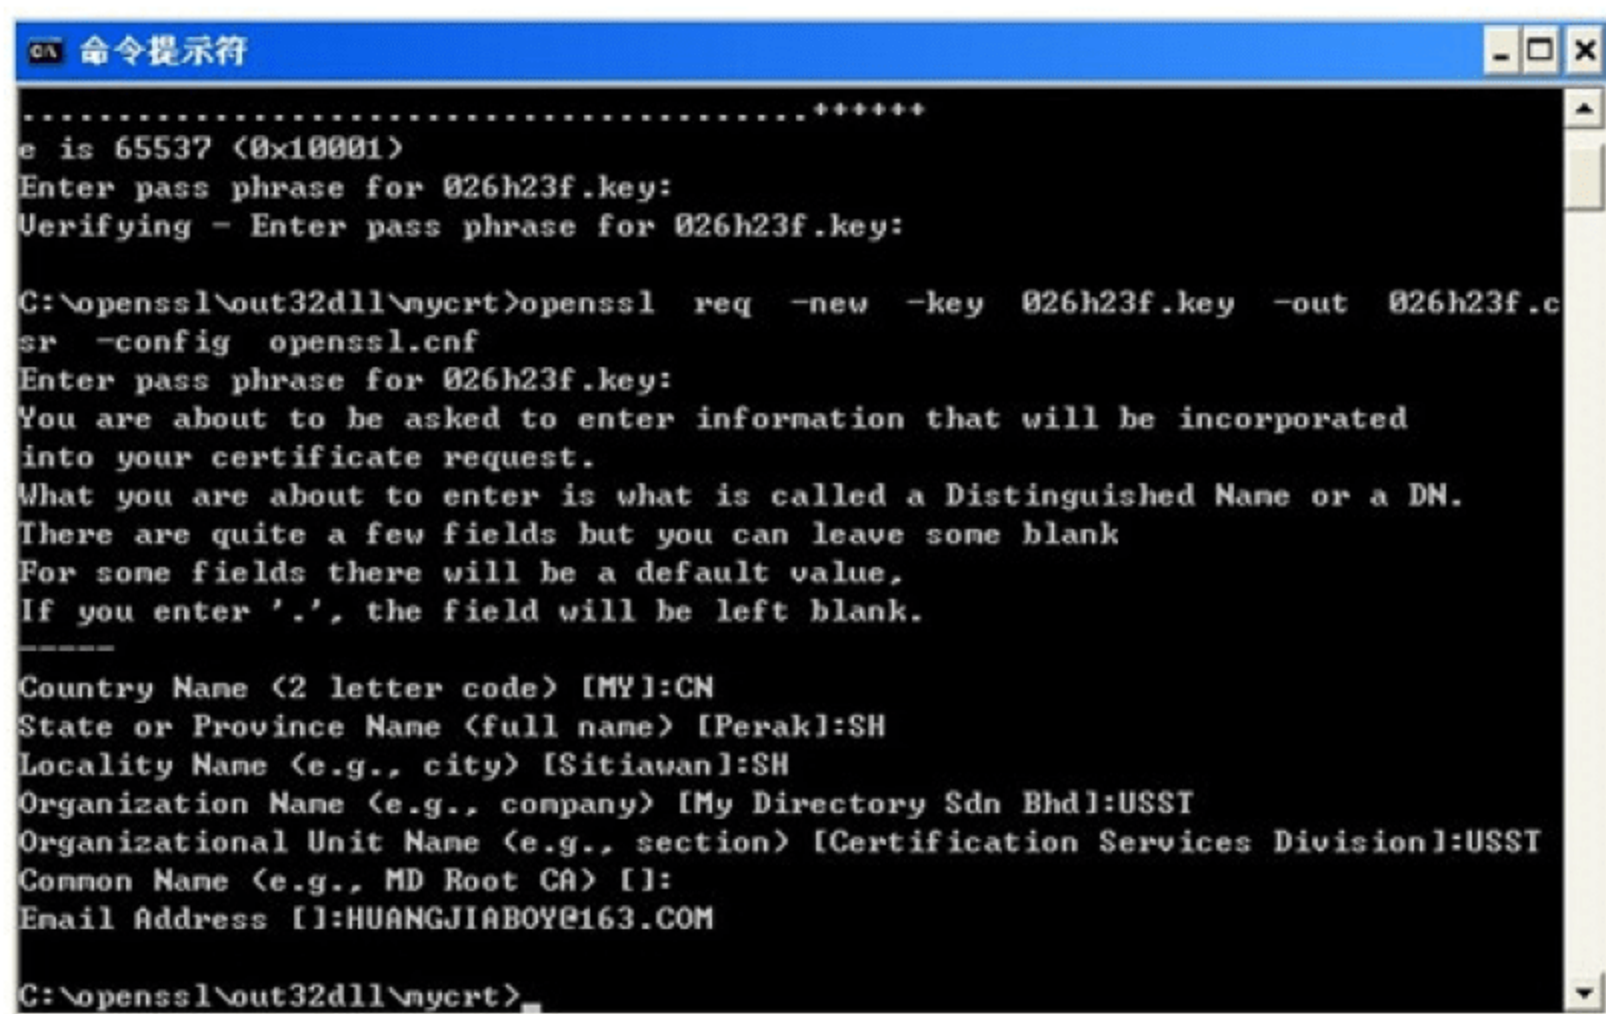 命令提示符
.........................................++++++
e is 65537 (0x10001)
Enter pass phrase for 026h23f.key:
Verifying - Enter pass phrase for 026h23f.key:
C:\openssl\out32dll\mycrt>openssl  req  -new  -key  026h23f.key  -out  026h23f.c
sr  -config  openssl.cnf
Enter pass phrase for 026h23f.key:
You are about to be asked to enter information that will be incorporated
into your certificate request.
What you are about to enter is what is called a Distinguished Name or a DN.
There are quite a few fields but you can leave some blank
For some fields there will be a default value,
If you enter '.', the field will be left blank.
-----
Country Name (2 letter code) [MY]:CN
State or Province Name (full name) [Perak]:SH
Locality Name (e.g., city) [Sitiawan]:SH
Organization Name (e.g., company) [My Directory Sdn Bhd]:USST
Organizational Unit Name (e.g., section) [Certification Services Division]:USST
Common Name (e.g., MD Root CA) []:
Email Address []:HUANGJIABOY@163.COM
C:\openssl\out32dll\mycrt>_